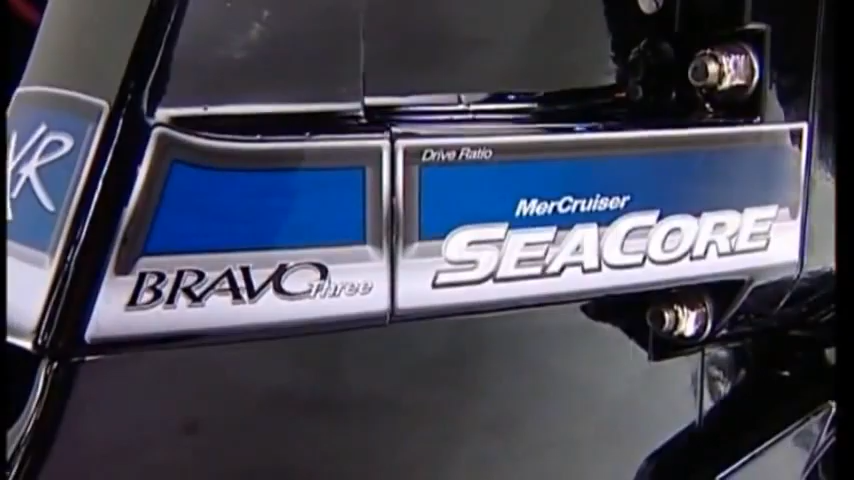 XR
BRAVO Three
Drive Ratio
MerCruiser
SEACORE